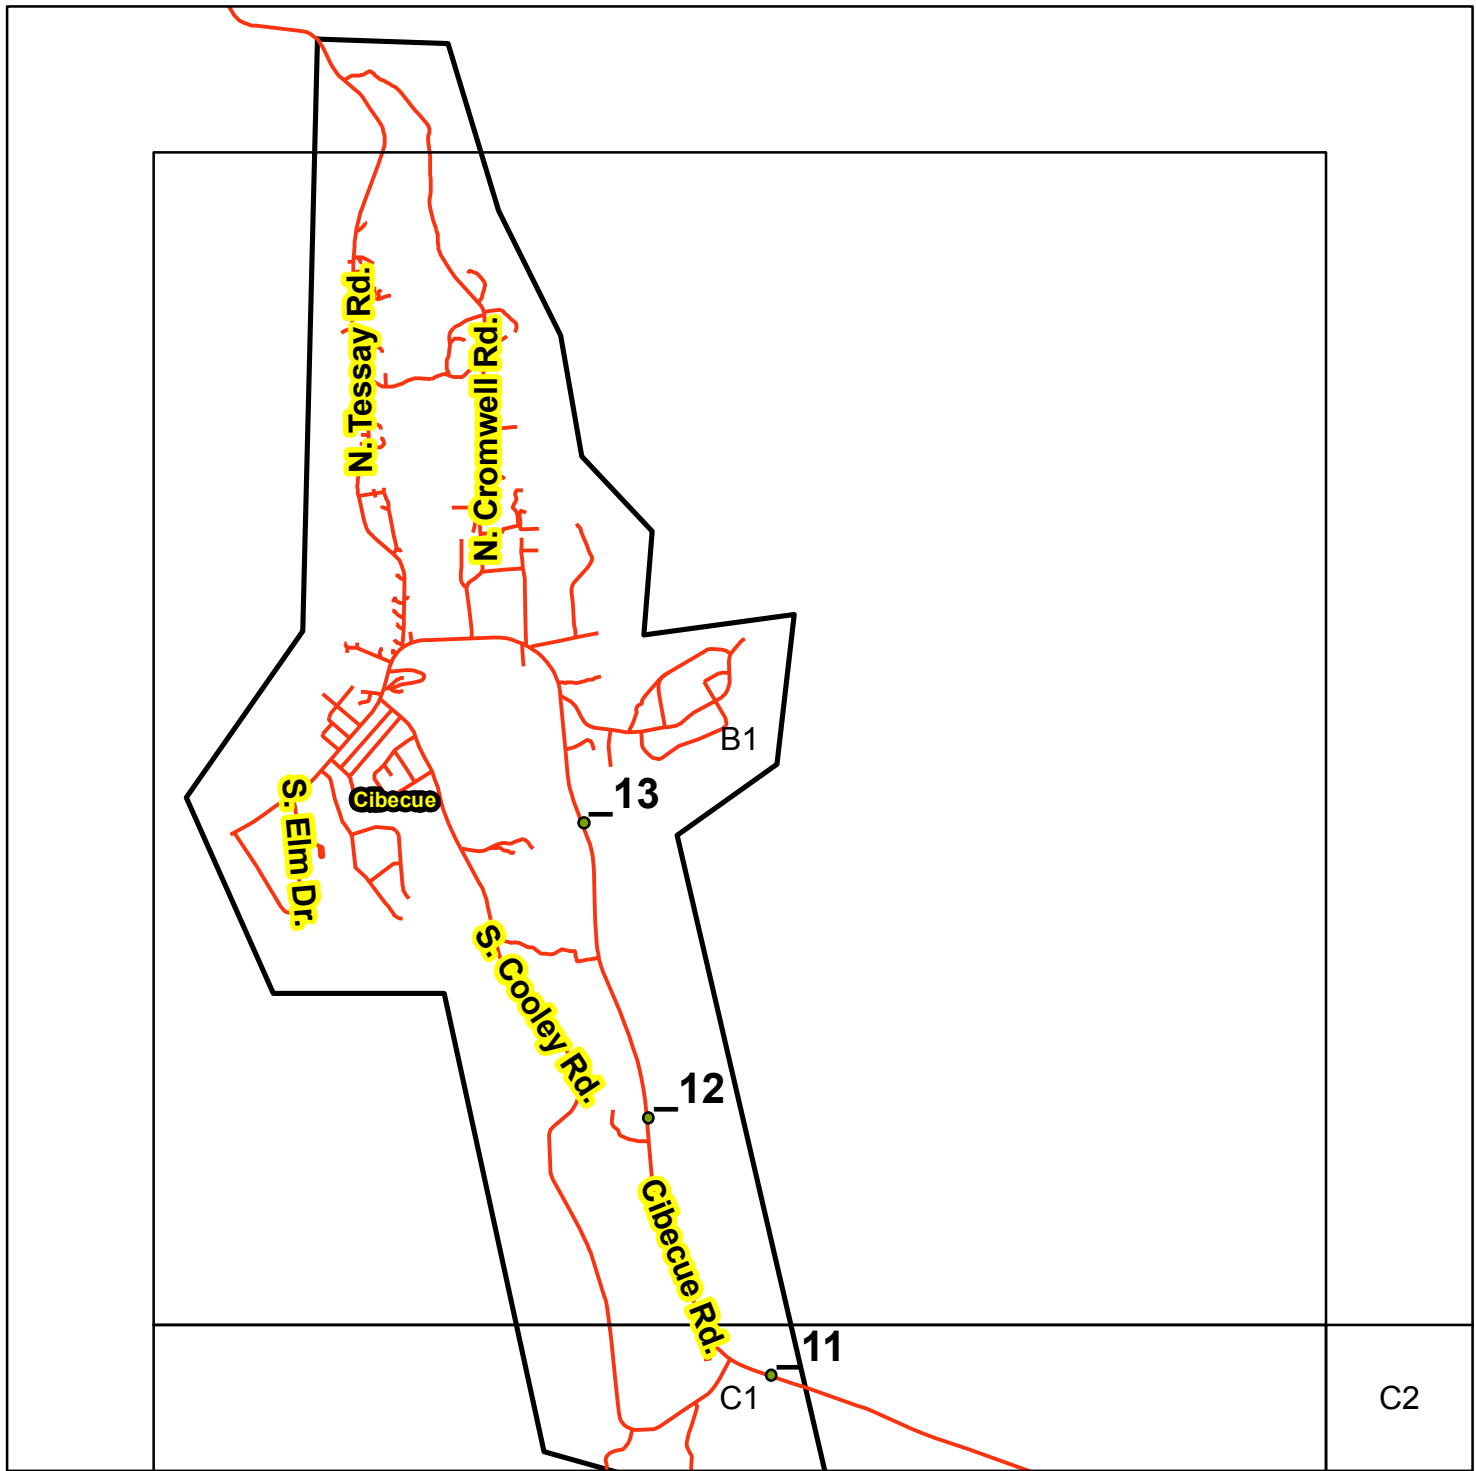 N. Tessay Rd.
N. Cromwell Rd.
B1
13
Cibecue
S. Elm Dr.
S. Cooley Rd.
12
Cibecue Rd.
11
C1
C2